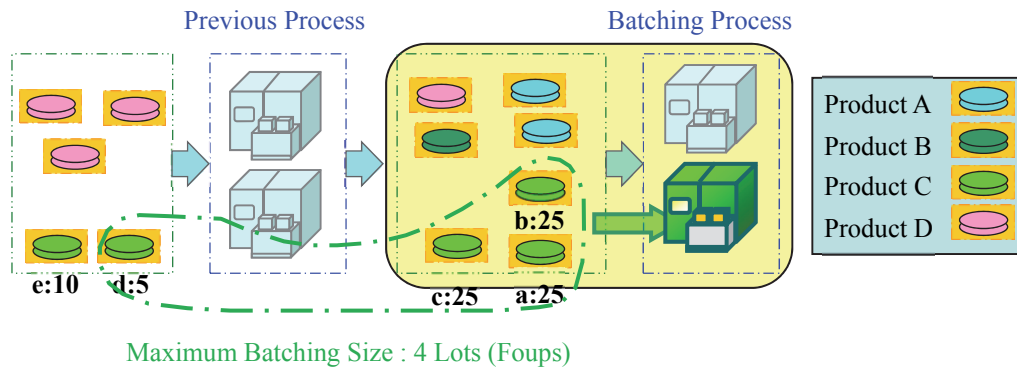 Previous Process
Batching Process
Product A
Product B
Product C
Product D
b:25
e:10
d:5
c:25
a:25
Maximum Batching Size : 4 Lots (Foups)